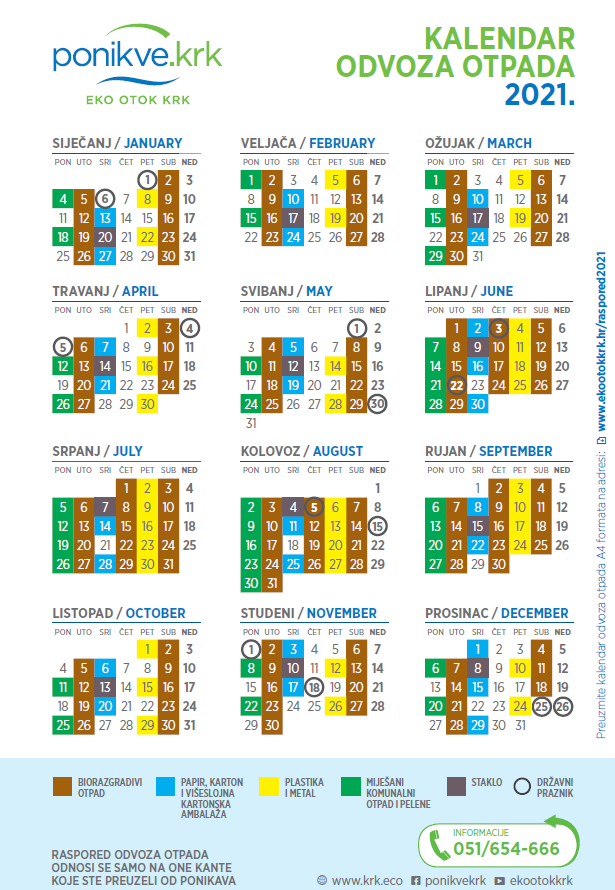 ponikve.krk
EKO OTOK KRK
KALENDAR
ODVOZA OTPADA
2021.
SIJEČANJ / JANUARY
PON UTO SRI ČET PET SUB NED
1 2 3
4 5 6 7 8 9 10
11 12 13 14 15 16 17
18 19 20 21 22 23 24
25 26 27 28 29 30 31
VELJAČA / FEBRUARY
PON UTO SRI ČET PET SUB NED
1 2 3 4 5 6 7
8 9 10 11 12 13 14
15 16 17 18 19 20 21
22 23 24 25 26 27 28
OŽUJAK / MARCH
PON UTO SRI ČET PET SUB NED
1 2 3 4 5 6 7
8 9 10 11 12 13 14
15 16 17 18 19 20 21
22 23 24 25 26 27 28
29 30 31
TRAVANJ / APRIL
PON UTO SRI ČET PET SUB NED
1 2 3 4
5 6 7 8 9 10 11
12 13 14 15 16 17 18
19 20 21 22 23 24 25
26 27 28 29 30
SVIBANJ / MAY
PON UTO SRI ČET PET SUB NED
1 2
3 4 5 6 7 8 9
10 11 12 13 14 15 16
17 18 19 20 21 22 23
24 25 26 27 28 29 30
31
LIPANJ / JUNE
PON UTO SRI ČET PET SUB NED
1 2 3 4 5 6
7 8 9 10 11 12 13
14 15 16 17 18 19 20
21 22 23 24 25 26 27
28 29 30
SRPANJ / JULY
PON UTO SRI ČET PET SUB NED
1 2 3 4
5 6 7 8 9 10 11
12 13 14 15 16 17 18
19 20 21 22 23 24 25
26 27 28 29 30 31
KOLOVOZ / AUGUST
PON UTO SRI ČET PET SUB NED
1
2 3 4 5 6 7 8
9 10 11 12 13 14 15
16 17 18 19 20 21 22
23 24 25 26 27 28 29
30 31
RUJAN / SEPTEMBER
PON UTO SRI ČET PET SUB NED
1 2 3 4 5
6 7 8 9 10 11 12
13 14 15 16 17 18 19
20 21 22 23 24 25 26
27 28 29 30
LISTOPAD / OCTOBER
PON UTO SRI ČET PET SUB NED
1 2 3
4 5 6 7 8 9 10
11 12 13 14 15 16 17
18 19 20 21 22 23 24
25 26 27 28 29 30 31
STUDENI / NOVEMBER
PON UTO SRI ČET PET SUB NED
1 2 3 4 5 6 7
8 9 10 11 12 13 14
15 16 17 18 19 20 21
22 23 24 25 26 27 28
29 30
PROSINAC / DECEMBER
PON UTO SRI ČET PET SUB NED
1 2 3 4 5
6 7 8 9 10 11 12
13 14 15 16 17 18 19
20 21 22 23 24 25 26
27 28 29 30 31
Preuzmite kalendar odvoza otpada A4 formata na adresi: www.ekootokkrk.hr/raspored2021
BIORAZGRADIVI
OTPAD
PAPIR, KARTON
I VIŠESLOJNA
KARTONSKA
AMBALAŽA
PLASTIKA
I METAL
MIJEŠANI
KOMUNALNI
OTPAD I PELENE
STAKLO
DRŽAVNI
PRAZNIK
INFORMACIJE
051/654-666
RASPORED ODVOZA OTPADA
ODNOSI SE SAMO NA ONE KANTE
KOJE STE PREUZELI OD PONIKAVA
www.krk.eco ponikvekrk ekootokkrk